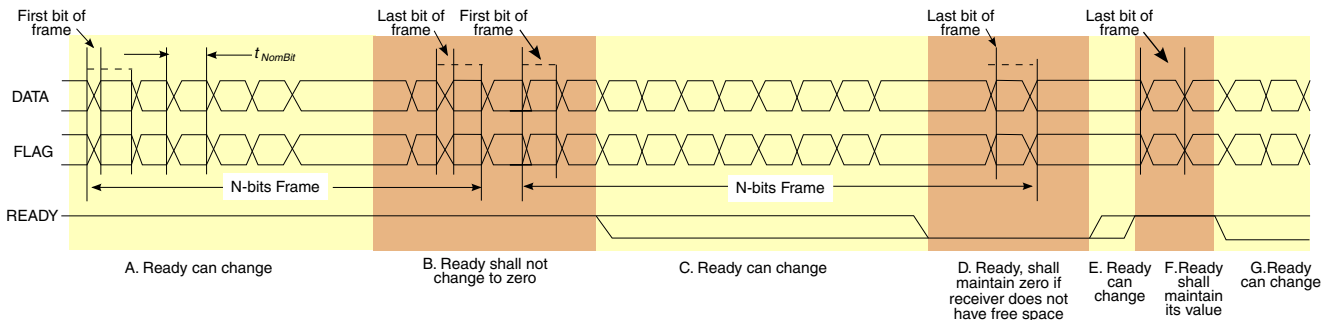 First bit of
frame
t NomBit
Last bit of
frame
First bit of
frame
Last bit of
frame
Last bit of
frame
DATA
FLAG
N-bits Frame
N-bits Frame
READY
A. Ready can change
B. Ready shall not
change to zero
C. Ready can change
D. Ready, shall
maintain zero if
receiver does not
have free space
E. Ready
can
change
F.Ready
shall
maintain
its value
G.Ready
can change